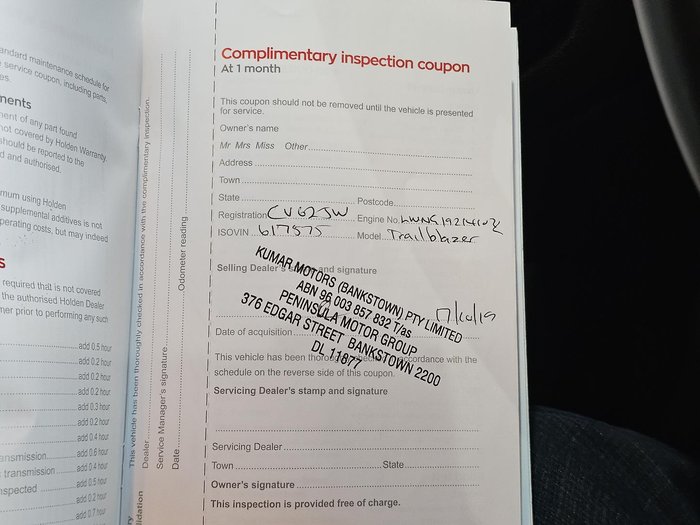 andard maintenance schedule for
service coupon, including parts,
es.
nents
ent of any part found
not covered by Holden Warranty.
should be reported to the
d and authorised.
mum using Holden
supplemental additives is not
perating costs, but may indeed
S
required that is not covered
the authorised Holden Dealer
mer prior to performing any such
add 0.5 hour
add 0.2 hour
add 0.2 hour
add 0.2 hour
add 0.3 hour
add 0.2 hour
add 0.4 hour
ansmission add 0.6 hour
transmission add 0.4 hour
spected add 0.5 hour
add 0.2 hour
add 0.7 hour
This vehicle has been thoroughly checked in accordance with the complimentary inspection.
Dealer
Service Manager's signature
Date
Odometer reading
Complimentary inspection coupon
At 1 month
This coupon should not be removed until the vehicle is presented
for service.
Owner's name
Mr Mrs Miss Other
Address
Town
State Postcode
Registration CV62JW Engine No.
ISOVIN 617575 Model Trailblazer
Selling Dealer's and signature
KUMAR MOTORS (BANKSTOWN) PTY LIMITED
ABN 96 003 857 832 T/as
PENINSULA MOTOR GROUP
376 EDGAR STREET BANKSTOWN 2200
DL 11877
17/10/19
Date of acquisition
This vehicle has been accordance with the
schedule on the reverse side of this coupon.
Servicing Dealer's stamp and signature
Servicing Dealer
Town State
Owner's signature
This inspection is provided free of charge.